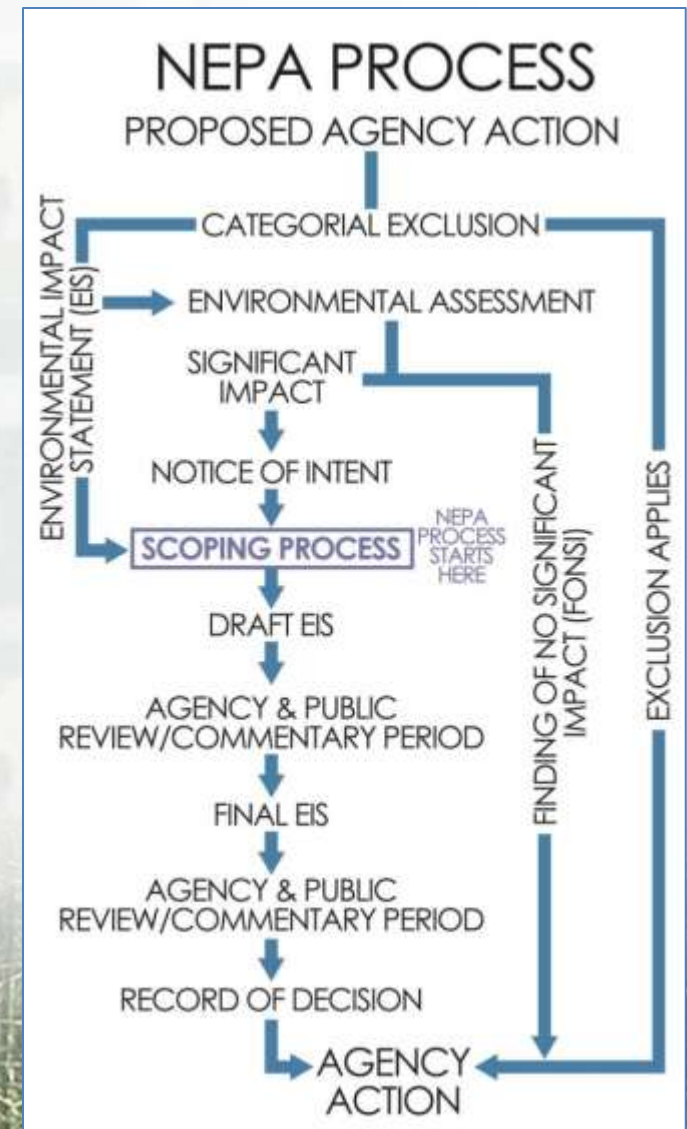 NEPA PROCESS
PROPOSED AGENCY ACTION
CATEGORIAL EXCLUSION
ENVIRONMENTAL IMPACT
STATEMENT (EIS)
ENVIRONMENTAL ASSESSMENT
SIGNIFICANT
IMPACT
NOTICE OF INTENT
SCOPING PROCESS
NEPA
PROCESS
STARTS
HERE
DRAFT EIS
AGENCY & PUBLIC
REVIEW/COMMENTARY PERIOD
FINAL EIS
AGENCY & PUBLIC
REVIEW/COMMENTARY PERIOD
RECORD OF DECISION
FINDING OF NO SIGNIFICANT
IMPACT (FONSI)
EXCLUSION APPLIES
AGENCY
ACTION